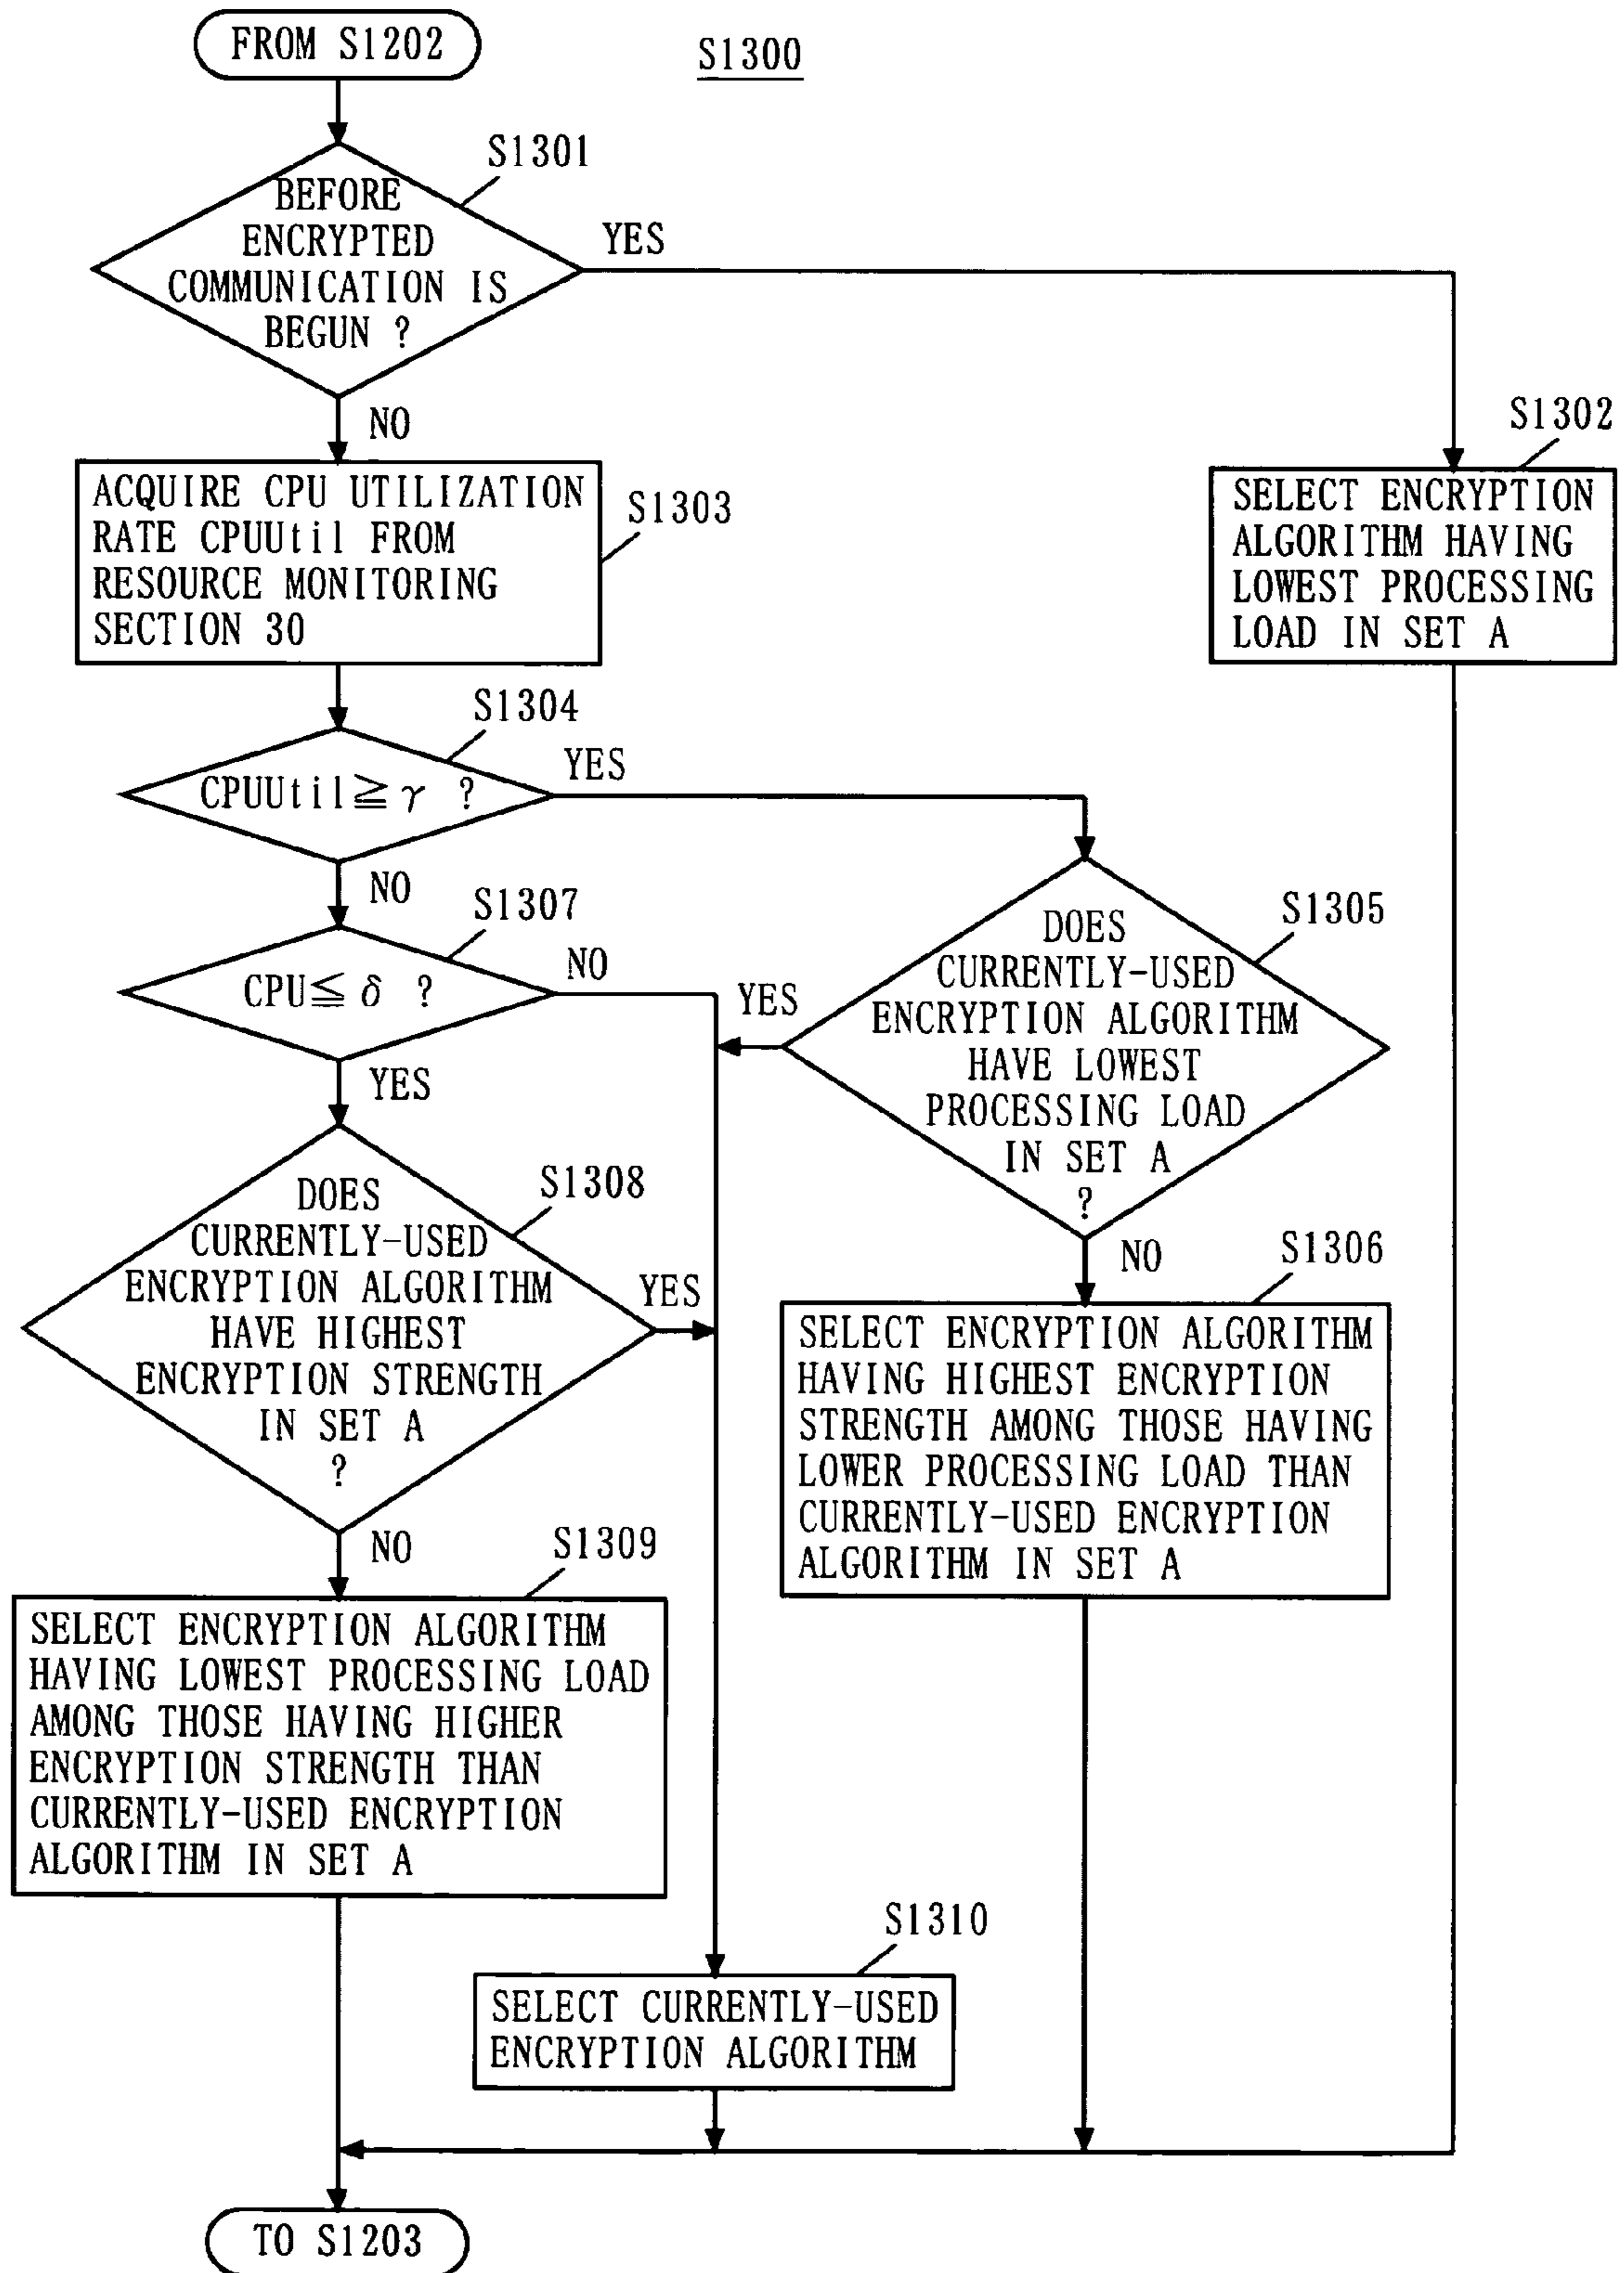 FROM S1202
S1300
S1301
BEFORE
ENCRYPTED
COMMUNICATION IS
BEGUN ?
YES
NO
S1302
SELECT ENCRYPTION
ALGORITHM HAVING
LOWEST PROCESSING
LOAD IN SET A
S1303
ACQUIRE CPU UTILIZATION
RATE CPUUtil FROM
RESOURCE MONITORING
SECTION 30
S1304
CPUUtil≧γ ?
YES
NO
S1305
DOES
CURRENTLY-USED
ENCRYPTION ALGORITHM
HAVE LOWEST
PROCESSING LOAD
IN SET A
?
YES
NO
S1307
CPU≦δ ?
NO
YES
S1308
DOES
CURRENTLY-USED
ENCRYPTION ALGORITHM
HAVE HIGHEST
ENCRYPTION STRENGTH
IN SET A
?
YES
NO
S1306
SELECT ENCRYPTION ALGORITHM
HAVING HIGHEST ENCRYPTION
STRENGTH AMONG THOSE HAVING
LOWER PROCESSING LOAD THAN
CURRENTLY-USED ENCRYPTION
ALGORITHM IN SET A
S1309
SELECT ENCRYPTION ALGORITHM
HAVING LOWEST PROCESSING LOAD
AMONG THOSE HAVING HIGHER
ENCRYPTION STRENGTH THAN
CURRENTLY-USED ENCRYPTION
ALGORITHM IN SET A
S1310
SELECT CURRENTLY-USED
ENCRYPTION ALGORITHM
TO S1203